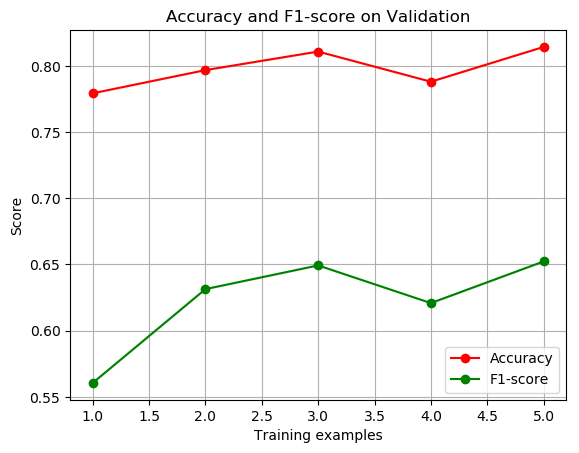 Accuracy and F1-score on Validation
Score
0.80
0.75
0.70
0.65
0.60
0.55
Accuracy
F1-score
1.0 1.5 2.0 2.5 3.0 3.5 4.0 4.5 5.0
Training examples